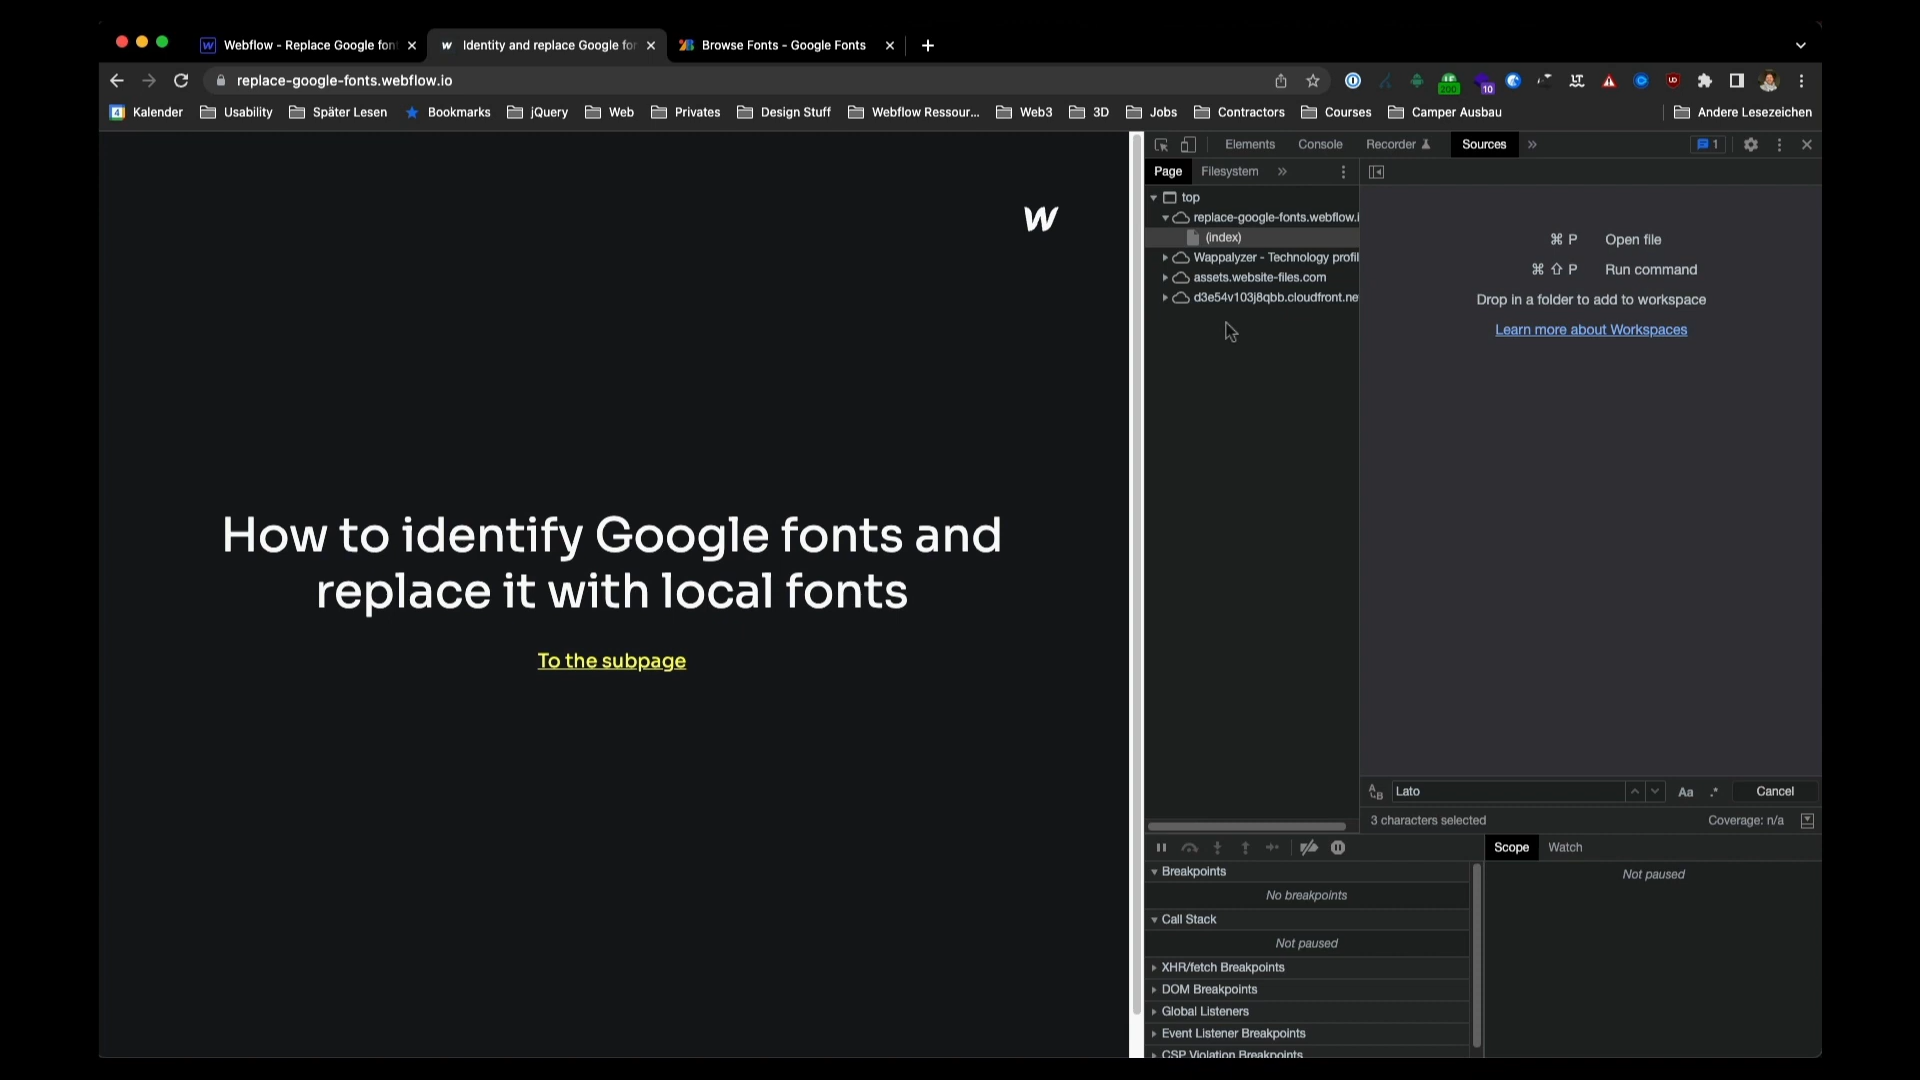 Webflow - Replace Google fon
Identity and replace Google for
Browse Fonts - Google Fonts
replace-google-fonts.webflow.io
200
10
Kalender
Usability
Später Lesen
Bookmarks
jQuery
Web
Privates
Design Stuff
Webflow Ressour...
Web3
3D
Jobs
Contractors
Courses
Camper Ausbau
Andere Lesezeichen
Elements
Console
Recorder
Sources
1
Page
Filesystem
top
replace-google-fonts.webflow.i
(index)
Wappalyzer - Technology profil
assets.website-files.com
d3e54v103j8qbb.cloudfront.ne
⌘ P Open file
⌘ ⇧ P Run command
Drop in a folder to add to workspace
Learn more about Workspaces
How to identify Google fonts and
replace it with local fonts
To the subpage
Lato
Aa
.*
Cancel
3 characters selected
Coverage: n/a
Scope
Watch
Not paused
Breakpoints
No breakpoints
Call Stack
Not paused
XHR/fetch Breakpoints
DOM Breakpoints
Global Listeners
Event Listener Breakpoints
CSP Violation Breakpoints